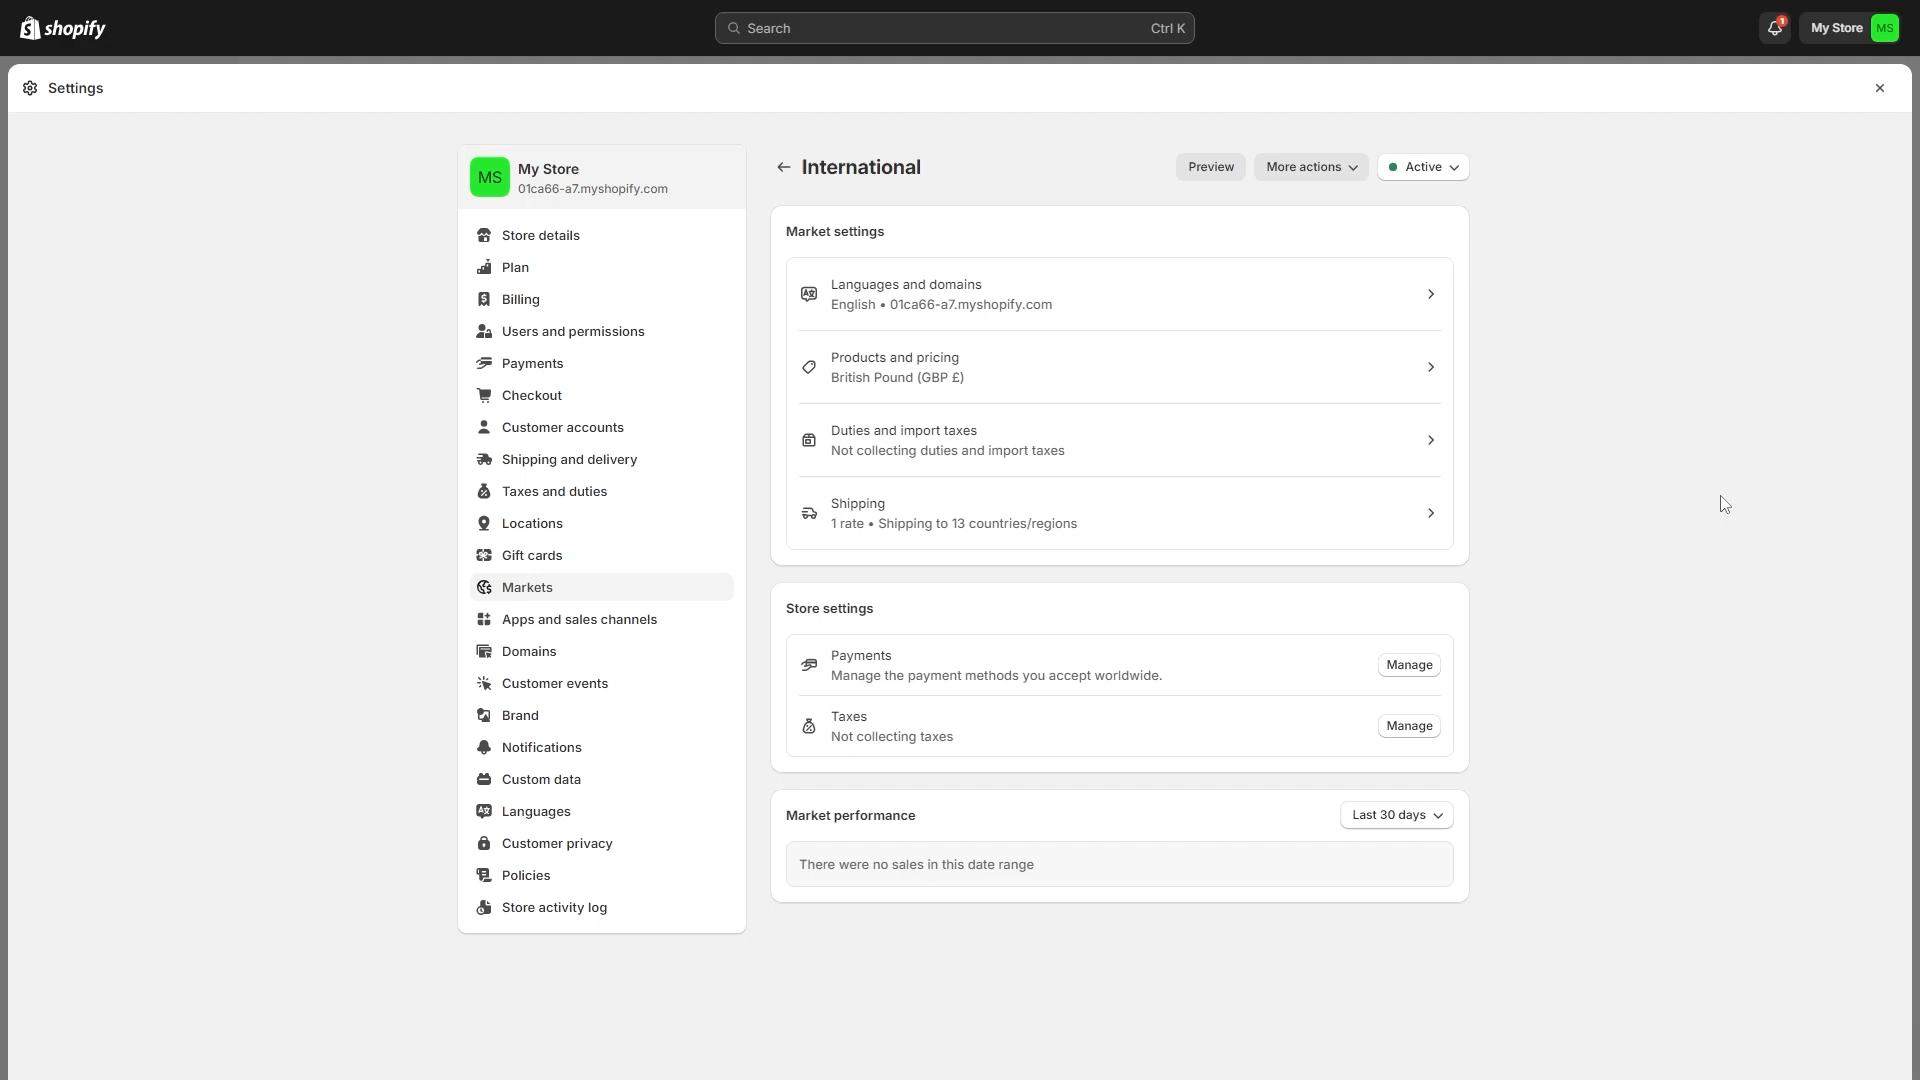 shopify
Search
Ctrl K
1
My Store
MS
Settings
MS
My Store
01ca66-a7.myshopify.com
Store details
Plan
Billing
Users and permissions
Payments
Checkout
Customer accounts
Shipping and delivery
Taxes and duties
Locations
Gift cards
Markets
Apps and sales channels
Domains
Customer events
Brand
Notifications
Custom data
Languages
Customer privacy
Policies
Store activity log
International
Preview
More actions
Active
Market settings
Languages and domains
English • 01ca66-a7.myshopify.com
Products and pricing
British Pound (GBP £)
Duties and import taxes
Not collecting duties and import taxes
Shipping
1 rate • Shipping to 13 countries/regions
Store settings
Payments
Manage the payment methods you accept worldwide.
Manage
Taxes
Not collecting taxes
Manage
Market performance
Last 30 days
There were no sales in this date range